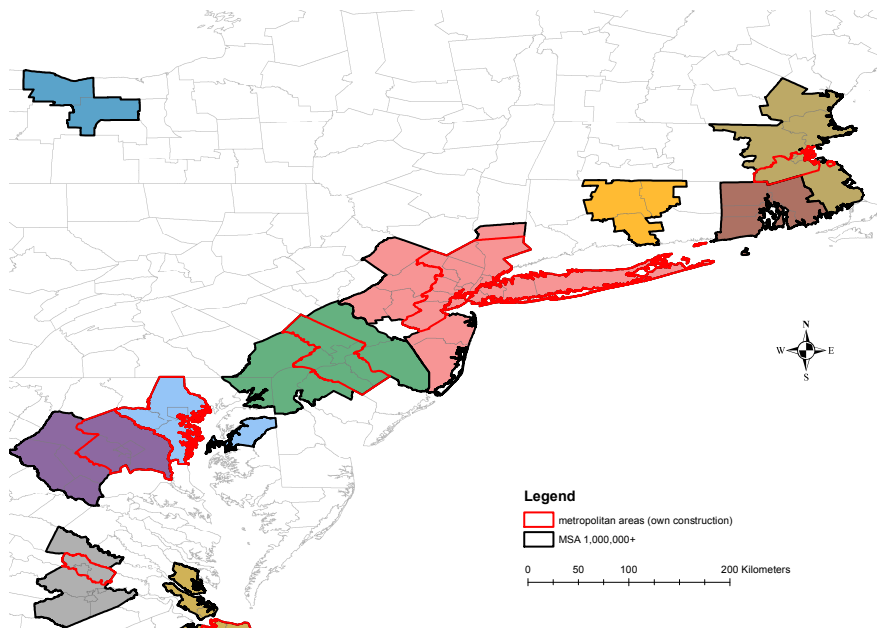 N
W E
S
Legend
metropolitan areas (own construction)
MSA 1,000,000+
0 50 100 200 Kilometers